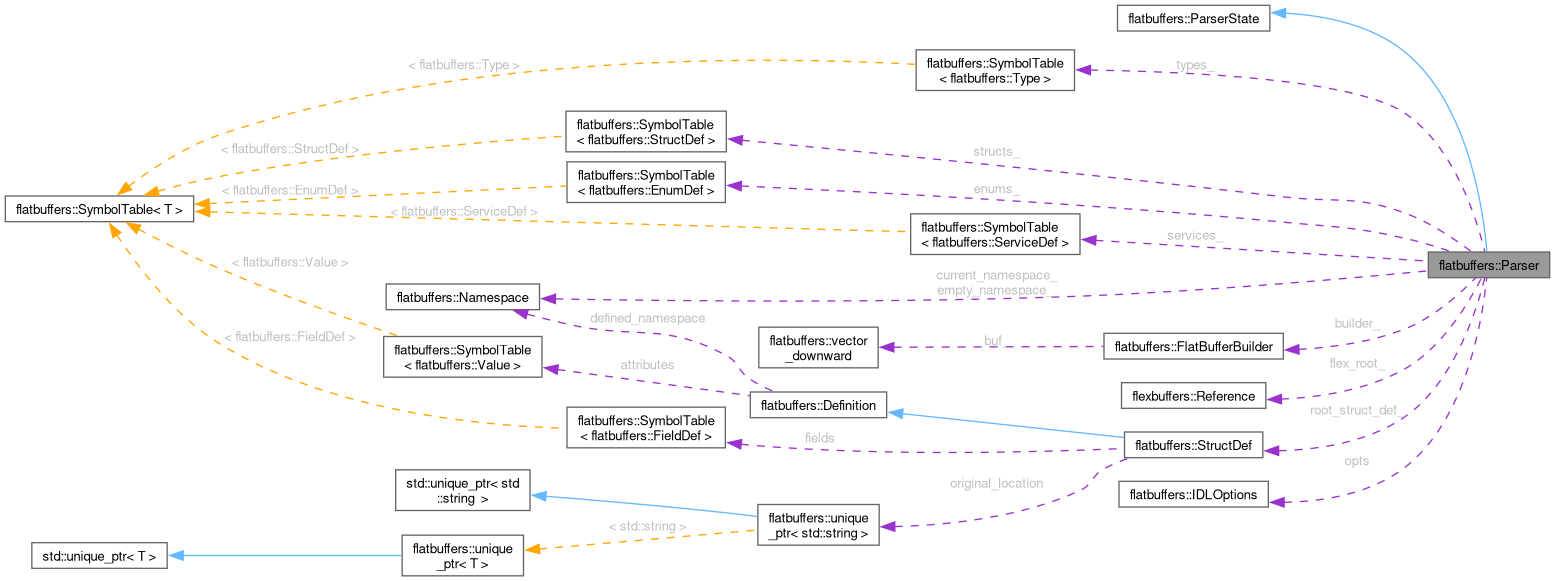 flatbuffers::ParserState
flatbuffers::SymbolTable
< flatbuffers::Type >
< flatbuffers::Type >
types_
flatbuffers::SymbolTable
< flatbuffers::StructDef >
< flatbuffers::StructDef >
structs_
flatbuffers::SymbolTable
< flatbuffers::EnumDef >
< flatbuffers::EnumDef >
enums_
flatbuffers::SymbolTable< T >
< flatbuffers::ServiceDef >
flatbuffers::SymbolTable
< flatbuffers::ServiceDef >
services_
flatbuffers::Parser
< flatbuffers::Value >
current_namespace_
empty_namespace_
flatbuffers::Namespace
defined_namespace
< flatbuffers::FieldDef >
flatbuffers::SymbolTable
< flatbuffers::Value >
attributes
flatbuffers::vector
_downward
buf_
flatbuffers::FlatBufferBuilder
builder_
flexbuffers::Reference
flex_root_
flatbuffers::Definition
root_struct_def_
flatbuffers::SymbolTable
< flatbuffers::FieldDef >
fields
flatbuffers::StructDef
opts
original_location
flatbuffers::IDLOptions
std::unique_ptr< std
::string >
flatbuffers::unique
_ptr< std::string >
< std::string >
std::unique_ptr< T >
flatbuffers::unique
_ptr< T >